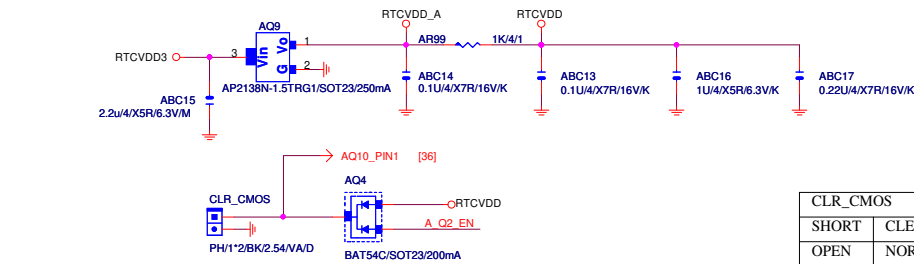 RTCVDD_A
RTCVDD
AQ9
AR99
1K/4/1
RTCVDD3
3
Vin
Vo
G
1
2
ABC14
0.1U/4/X7R/16V/K
ABC13
0.1U/4/X7R/16V/K
ABC16
1U/4/X5R/6.3V/K
ABC17
0.22U/4/X7R/16V/K
AP2138N-1.5TRG1/SOT23/250mA
ABC15
2.2u/4/X5R/6.3V/M
AQ10_PIN1
[36]
AQ4
CLR_CMOS
RTCVDD
A_Q2_EN
PH/1*2/BK/2.54/VA/D
BAT54C/SOT23/200mA
CLR_CMOS
SHORT CLE
OPEN NOR